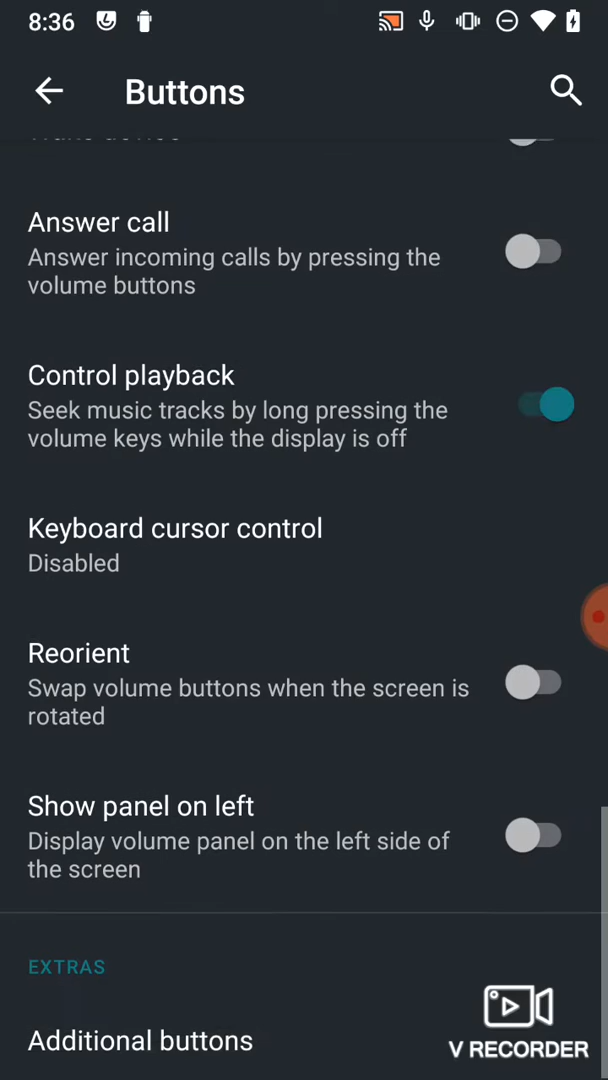 8:36
Buttons
Answer call
Answer incoming calls by pressing the
volume buttons
Control playback
Seek music tracks by long pressing the
volume keys while the display is off
Keyboard cursor control
Disabled
Reorient
Swap volume buttons when the screen is
rotated
Show panel on left
Display volume panel on the left side of
the screen
EXTRAS
Additional buttons
V RECORDER